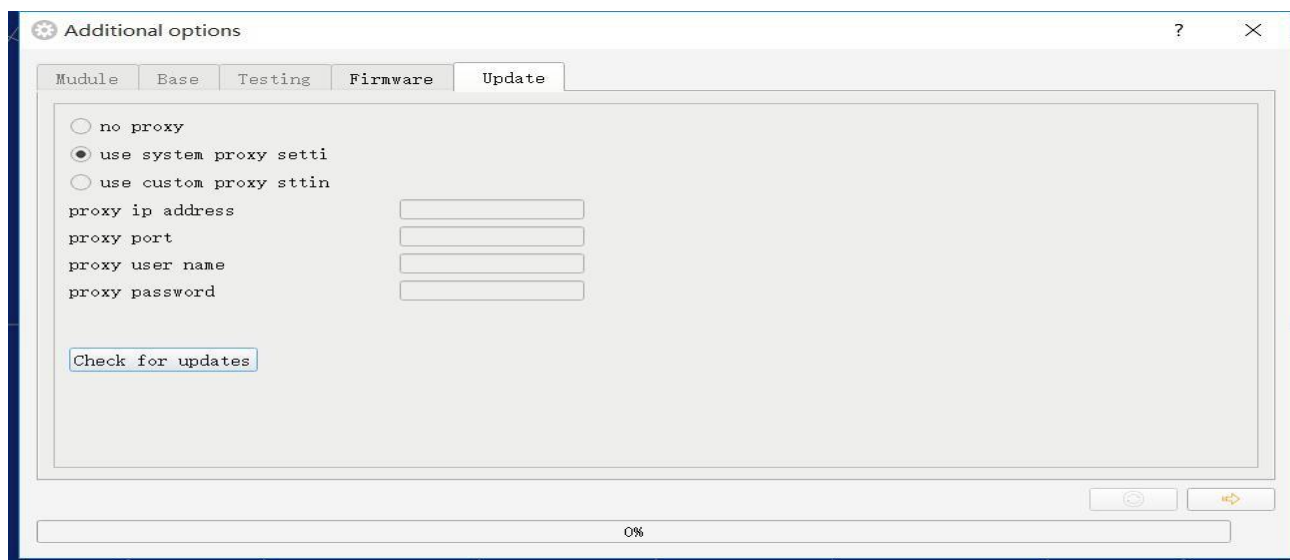 Additional options ?
Mudule Base Testing Firmware Update
no proxy
use system proxy setti
use custom proxy sttin
proxy ip address
proxy port
proxy user name
proxy password
Check for updates
0%